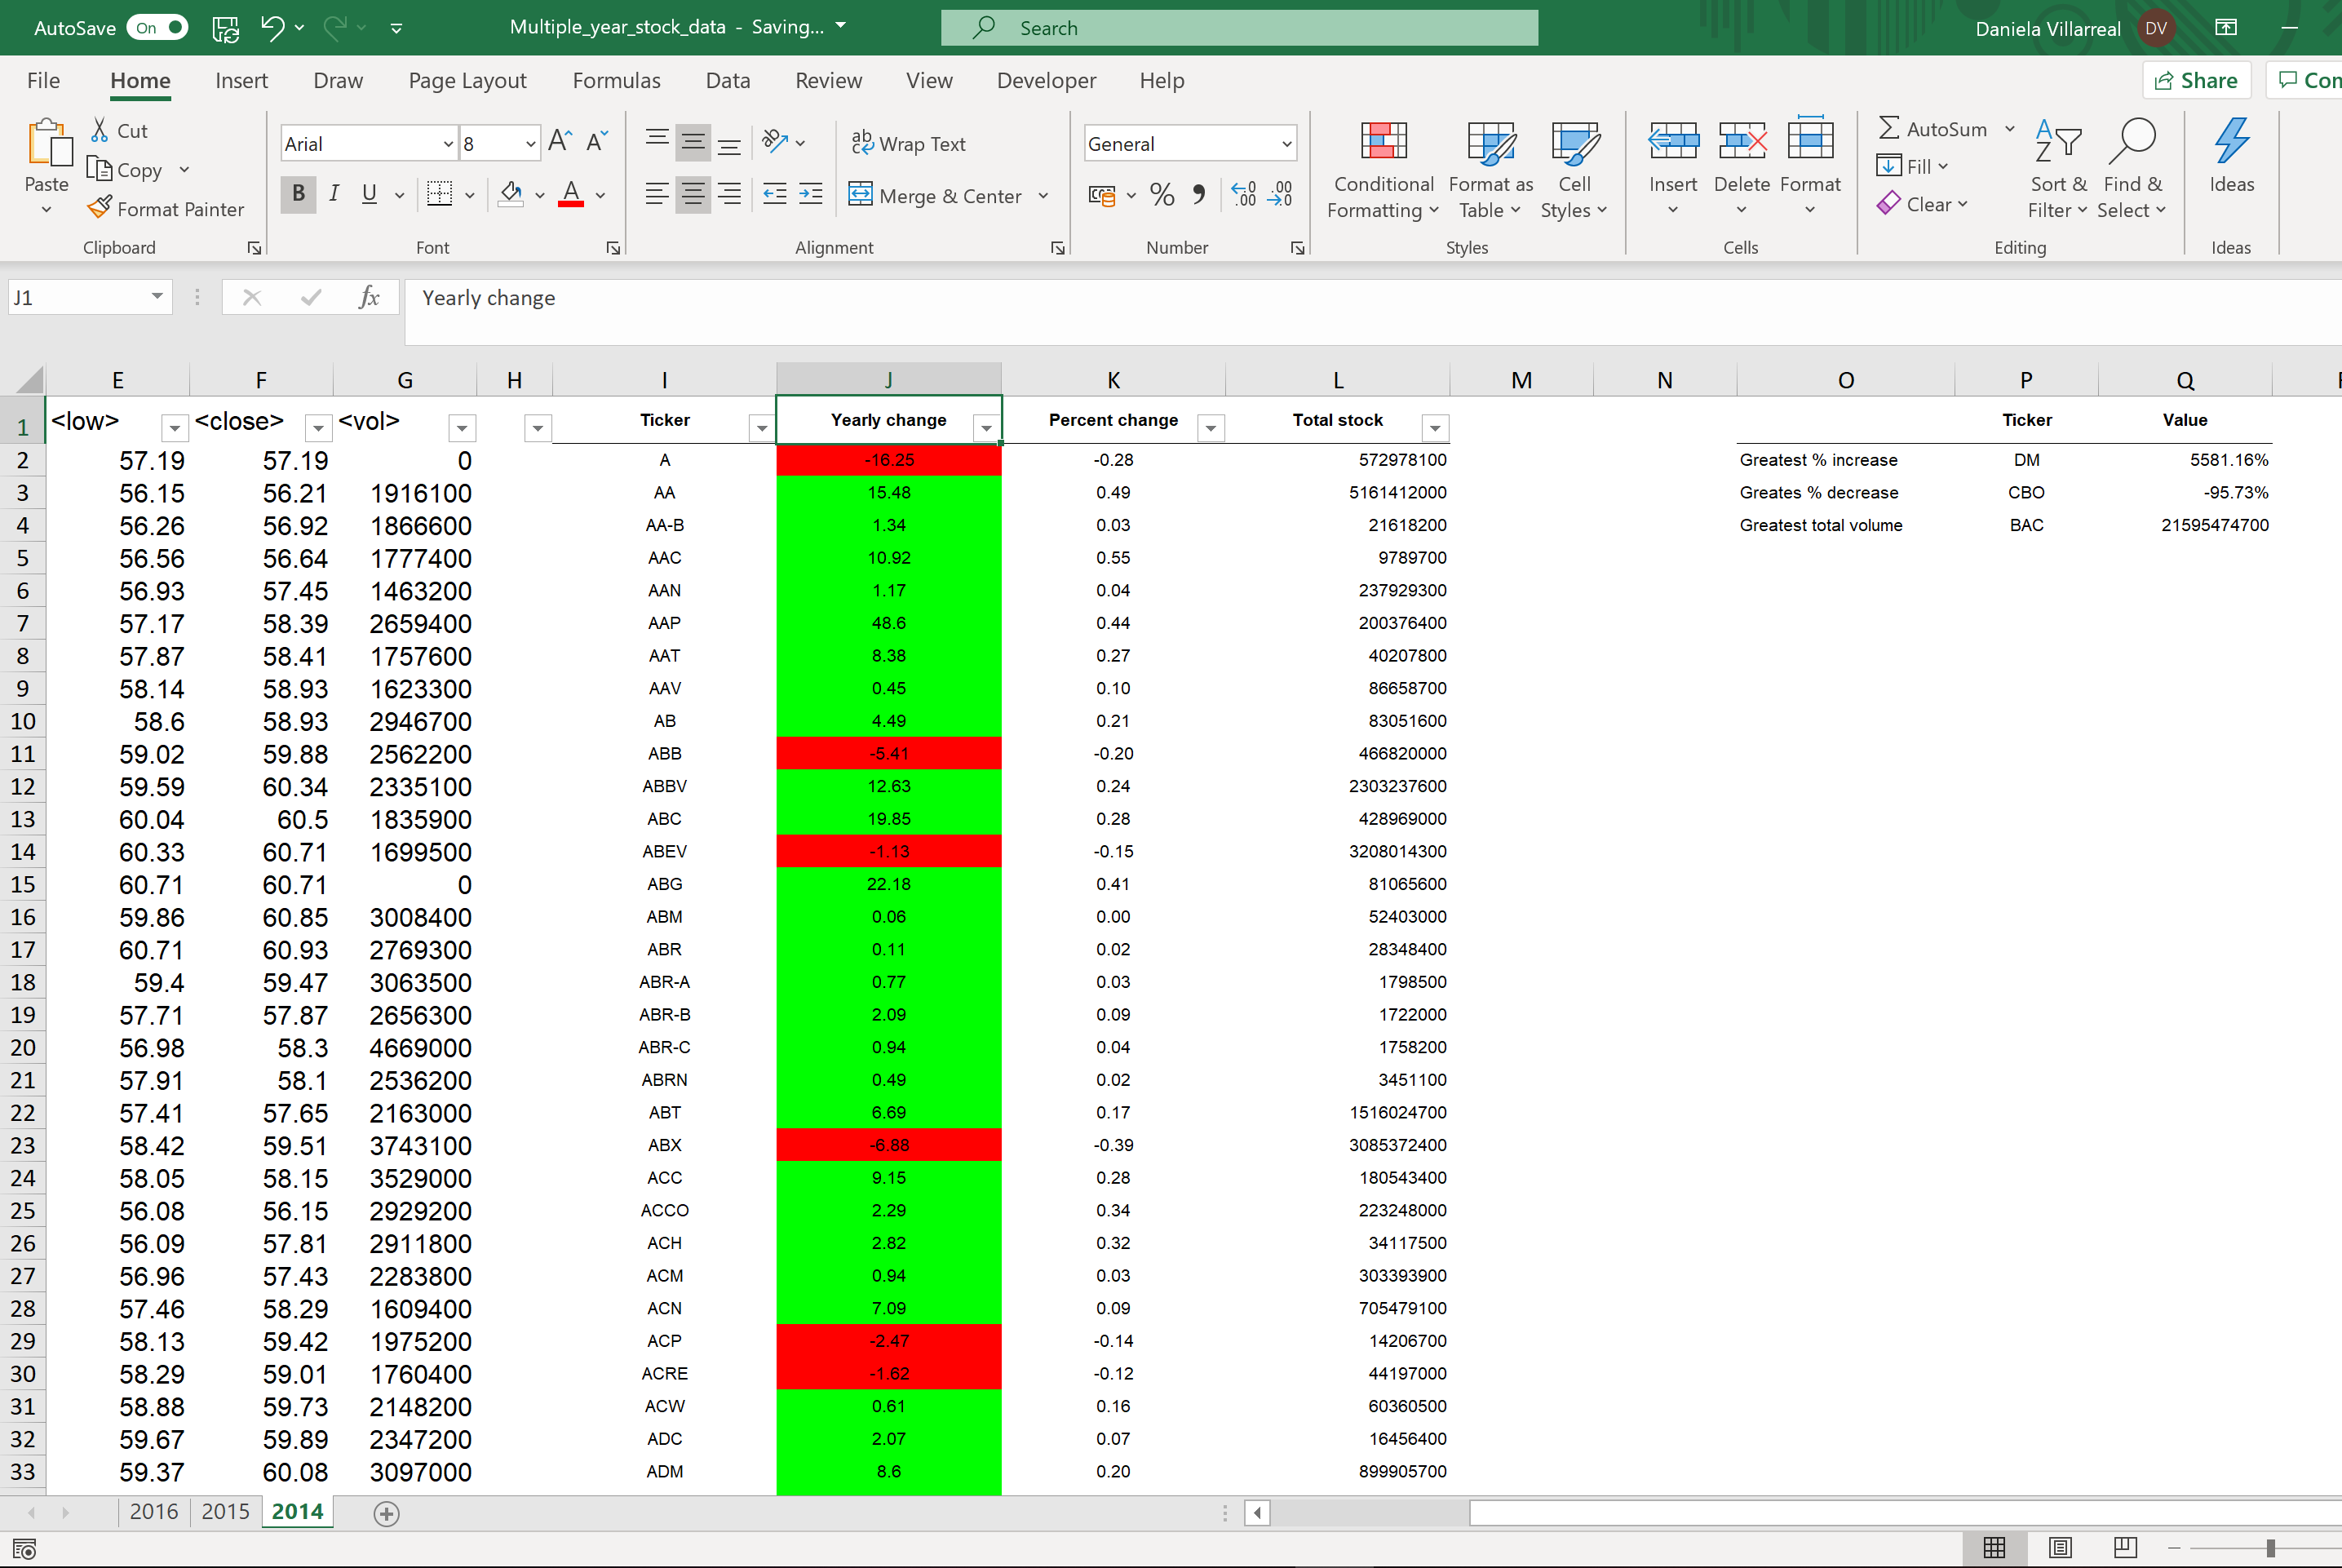 AutoSave On Multiple_year_stock_data - Saving... Search Daniela Villarreal DV
File Home Insert Draw Page Layout Formulas Data Review View Developer Help Share Con
Paste
Cut
Copy
Format Painter
Clipboard
Arial 8
B I U
Font
Wrap Text
Merge & Center
Alignment
General
Number
Conditional Formatting
Format as Table
Cell Styles
Styles
Insert Delete Format
Cells
AutoSum
Fill
Clear
Sort & Filter
Find & Select
Editing
Ideas
Ideas
J1 fx Yearly change
E F G H I J K L M N O P Q
1 <low> <close> <vol> Ticker Yearly change Percent change Total stock Ticker Value
2 57.19 57.19 0 A -16.25 -0.28 572978100 Greatest % increase DM 5581.16%
3 56.15 56.21 1916100 AA 15.48 0.49 5161412000 Greates % decrease CBO -95.73%
4 56.26 56.92 1866600 AA-B 1.34 0.03 21618200 Greatest total volume BAC 21595474700
5 56.56 56.64 1777400 AAC 10.92 0.55 9789700
6 56.93 57.45 1463200 AAN 1.17 0.04 237929300
7 57.17 58.39 2659400 AAP 48.6 0.44 200376400
8 57.87 58.41 1757600 AAT 8.38 0.27 40207800
9 58.14 58.93 1623300 AAV 0.45 0.10 86658700
10 58.6 58.93 2946700 AB 4.49 0.21 83051600
11 59.02 59.88 2562200 ABB -5.41 -0.20 466820000
12 59.59 60.34 2335100 ABBV 12.63 0.24 2303237600
13 60.04 60.5 1835900 ABC 19.85 0.28 428969000
14 60.33 60.71 1699500 ABEV -1.13 -0.15 3208014300
15 60.71 60.71 0 ABG 22.18 0.41 81065600
16 59.86 60.85 3008400 ABM 0.06 0.00 52403000
17 60.71 60.93 2769300 ABR 0.11 0.02 28348400
18 59.4 59.47 3063500 ABR-A 0.77 0.03 1798500
19 57.71 57.87 2656300 ABR-B 2.09 0.09 1722000
20 56.98 58.3 4669000 ABR-C 0.94 0.04 1758200
21 57.91 58.1 2536200 ABRN 0.49 0.02 3451100
22 57.41 57.65 2163000 ABT 6.69 0.17 1516024700
23 58.42 59.51 3743100 ABX -6.88 -0.39 3085372400
24 58.05 58.15 3529000 ACC 9.15 0.28 180543400
25 56.08 56.15 2929200 ACCO 2.29 0.34 223248000
26 56.09 57.81 2911800 ACH 2.82 0.32 34117500
27 56.96 57.43 2283800 ACM 0.94 0.03 303393900
28 57.46 58.29 1609400 ACN 7.09 0.09 705479100
29 58.13 59.42 1975200 ACP -2.47 -0.14 14206700
30 58.29 59.01 1760400 ACRE -1.62 -0.12 44197000
31 58.88 59.73 2148200 ACW 0.61 0.16 60360500
32 59.67 59.89 2347200 ADC 2.07 0.07 16456400
33 59.37 60.08 3097000 ADM 8.6 0.20 899905700
2016 2015 2014